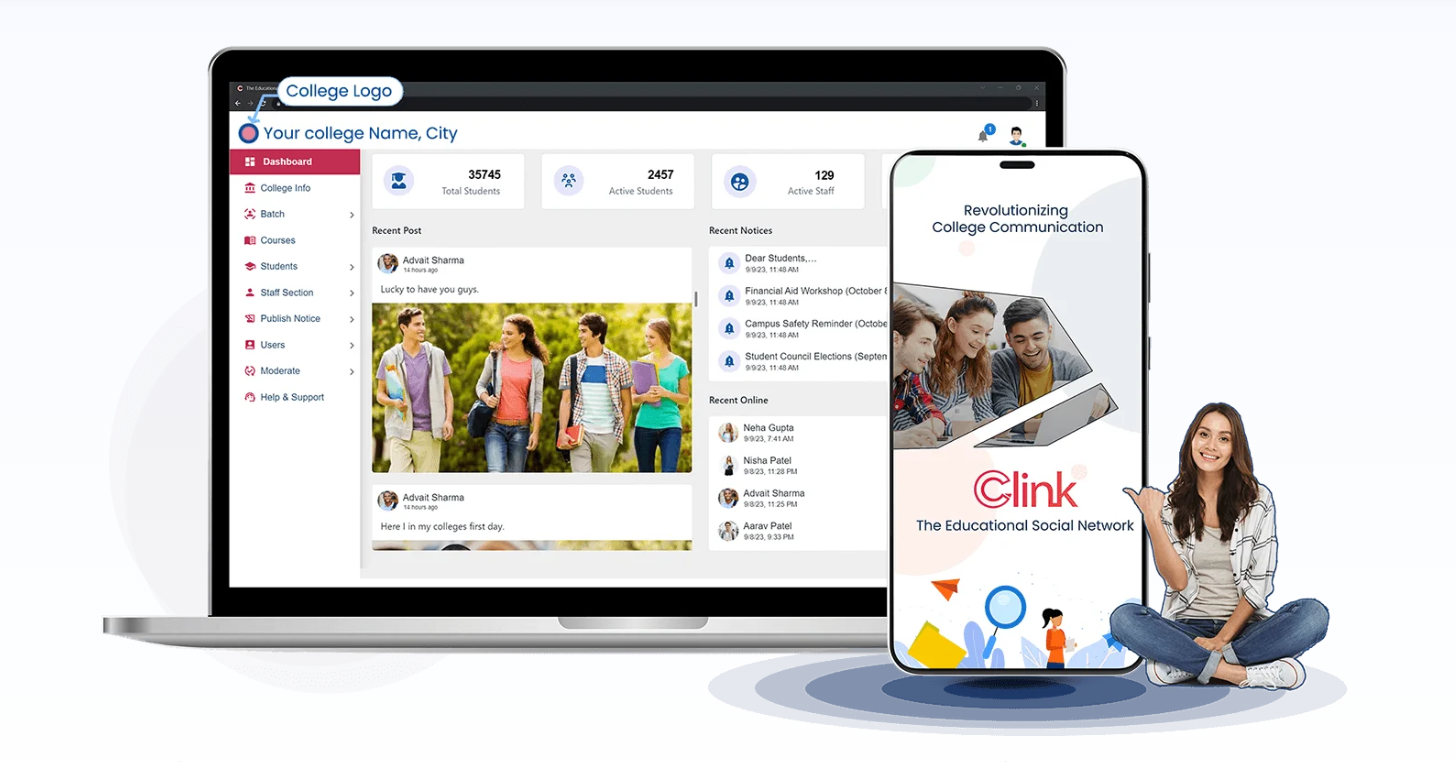 College Logo
Your college Name, City
1
Dashboard
College Info
Batch
Courses
Students
Staff Section
Publish Notice
Users
Moderate
Help & Support
35745
Total Students
2457
Active Students
129
Active Staff
Recent Post
Advait Sharma
14 hours ago
Lucky to have you guys.
Advait Sharma
14 hours ago
Here I in my colleges first day.
Recent Notices
Dear Students,...
9/9/23, 11:48 AM
Financial Aid Workshop (October
9/9/23, 11:48 AM
Campus Safety Reminder (Octobe
9/9/23, 11:48 AM
Student Council Elections (Septen
9/9/23, 11:48 AM
Recent Online
Neha Gupta
9/9/23, 7:41 AM
Nisha Patel
9/8/23, 11:28 PM
Advait Sharma
9/8/23, 11:25 PM
Aarav Patel
9/8/23, 9:33 PM
Revolutionizing
College Communication
Clink
The Educational Social Network